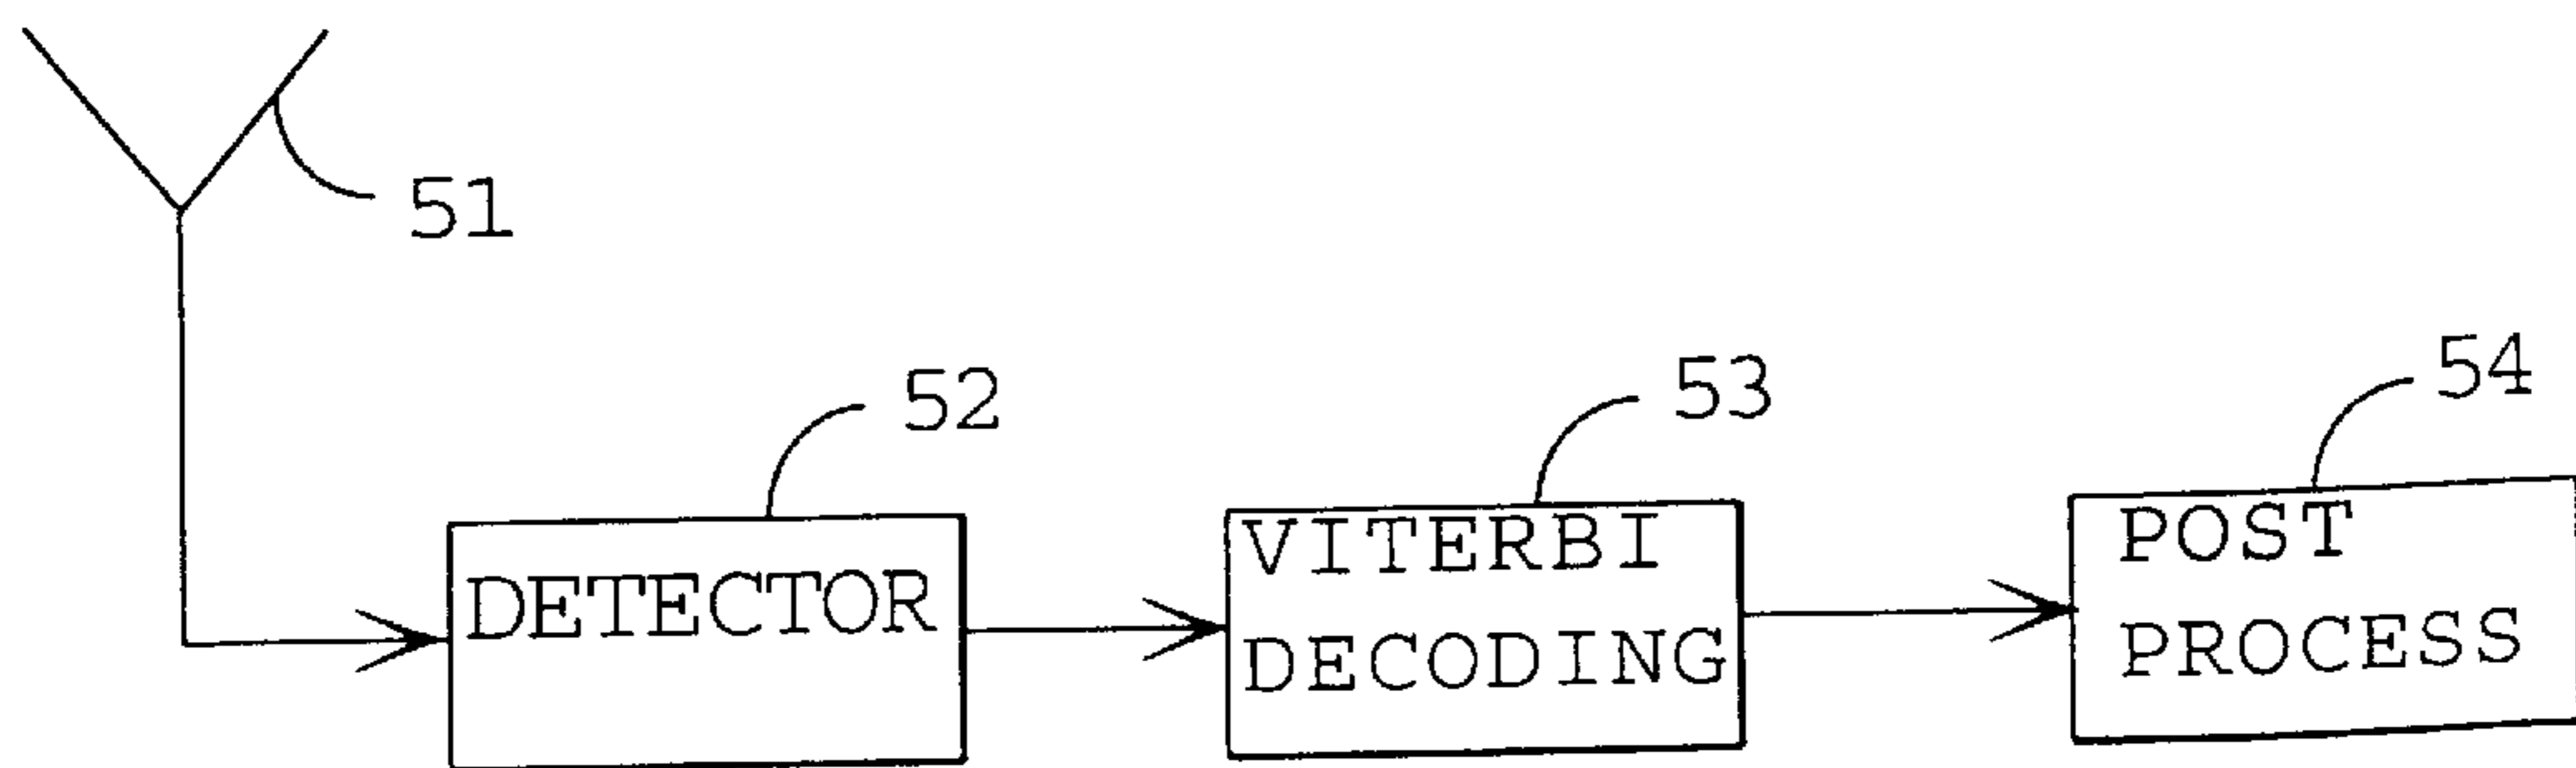 51
52
53
54
DETECTOR
VITERBI
DECODING
POST
PROCESS